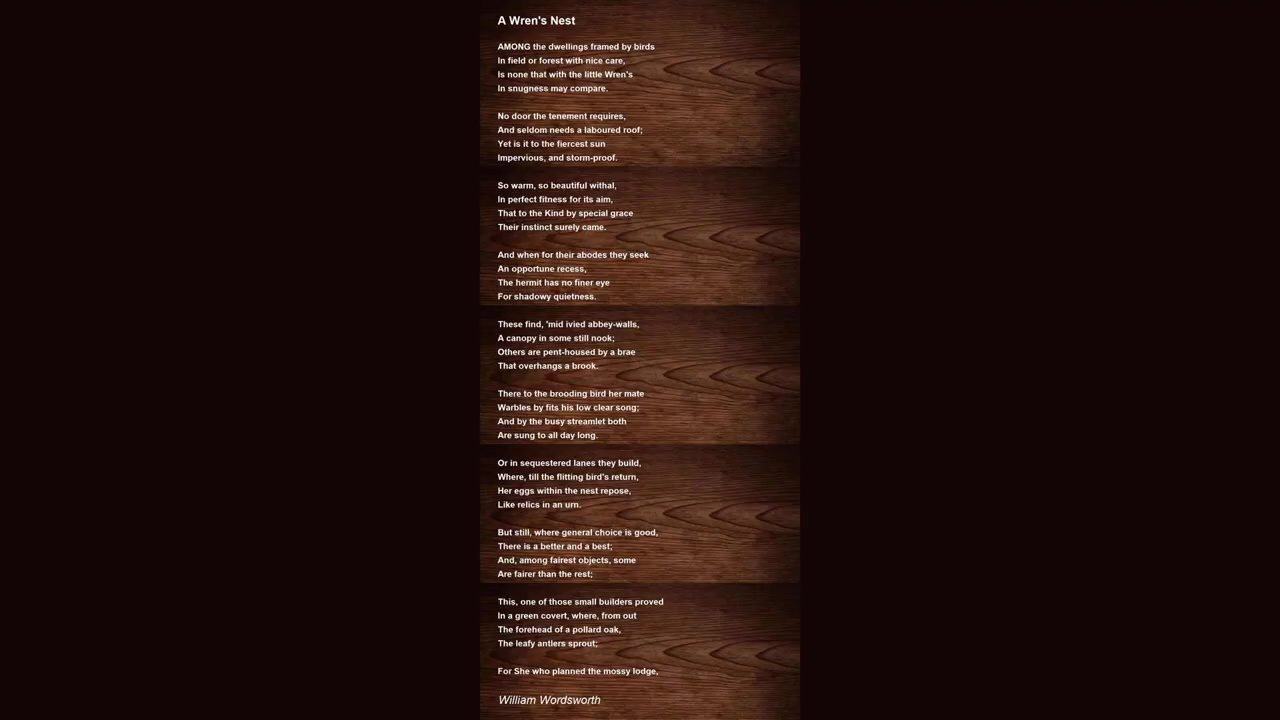 A Wren's Nest
AMONG the dwellings framed by birds
In field or forest with nice care,
Is none that with the little Wren's
In snugness may compare.
No door the tenement requires,
And seldom needs a laboured roof;
Yet is it to the fiercest sun
Impervious, and storm-proof.
So warm, so beautiful withal,
In perfect fitness for its aim,
That to the Kind by special grace
Their instinct surely came.
And when for their abodes they seek
An opportune recess,
The hermit has no finer eye
For shadowy quietness.
These find, 'mid ivied abbey-walls,
A canopy in some still nook;
Others are pent-housed by a brae
That overhangs a brook.
There to the brooding bird her mate
Warbles by fits his low clear song;
And by the busy streamlet both
Are sung to all day long.
Or in sequestered lanes they build,
Where, till the flitting bird's return,
Her eggs within the nest repose,
Like relics in an urn.
But still, where general choice is good,
There is a better and a best;
And, among fairest objects, some
Are fairer than the rest;
This, one of those small builders proved
In a green covert, where, from out
The forehead of a pollard oak,
The leafy antlers sprout;
For She who planned the mossy lodge,
William Wordsworth